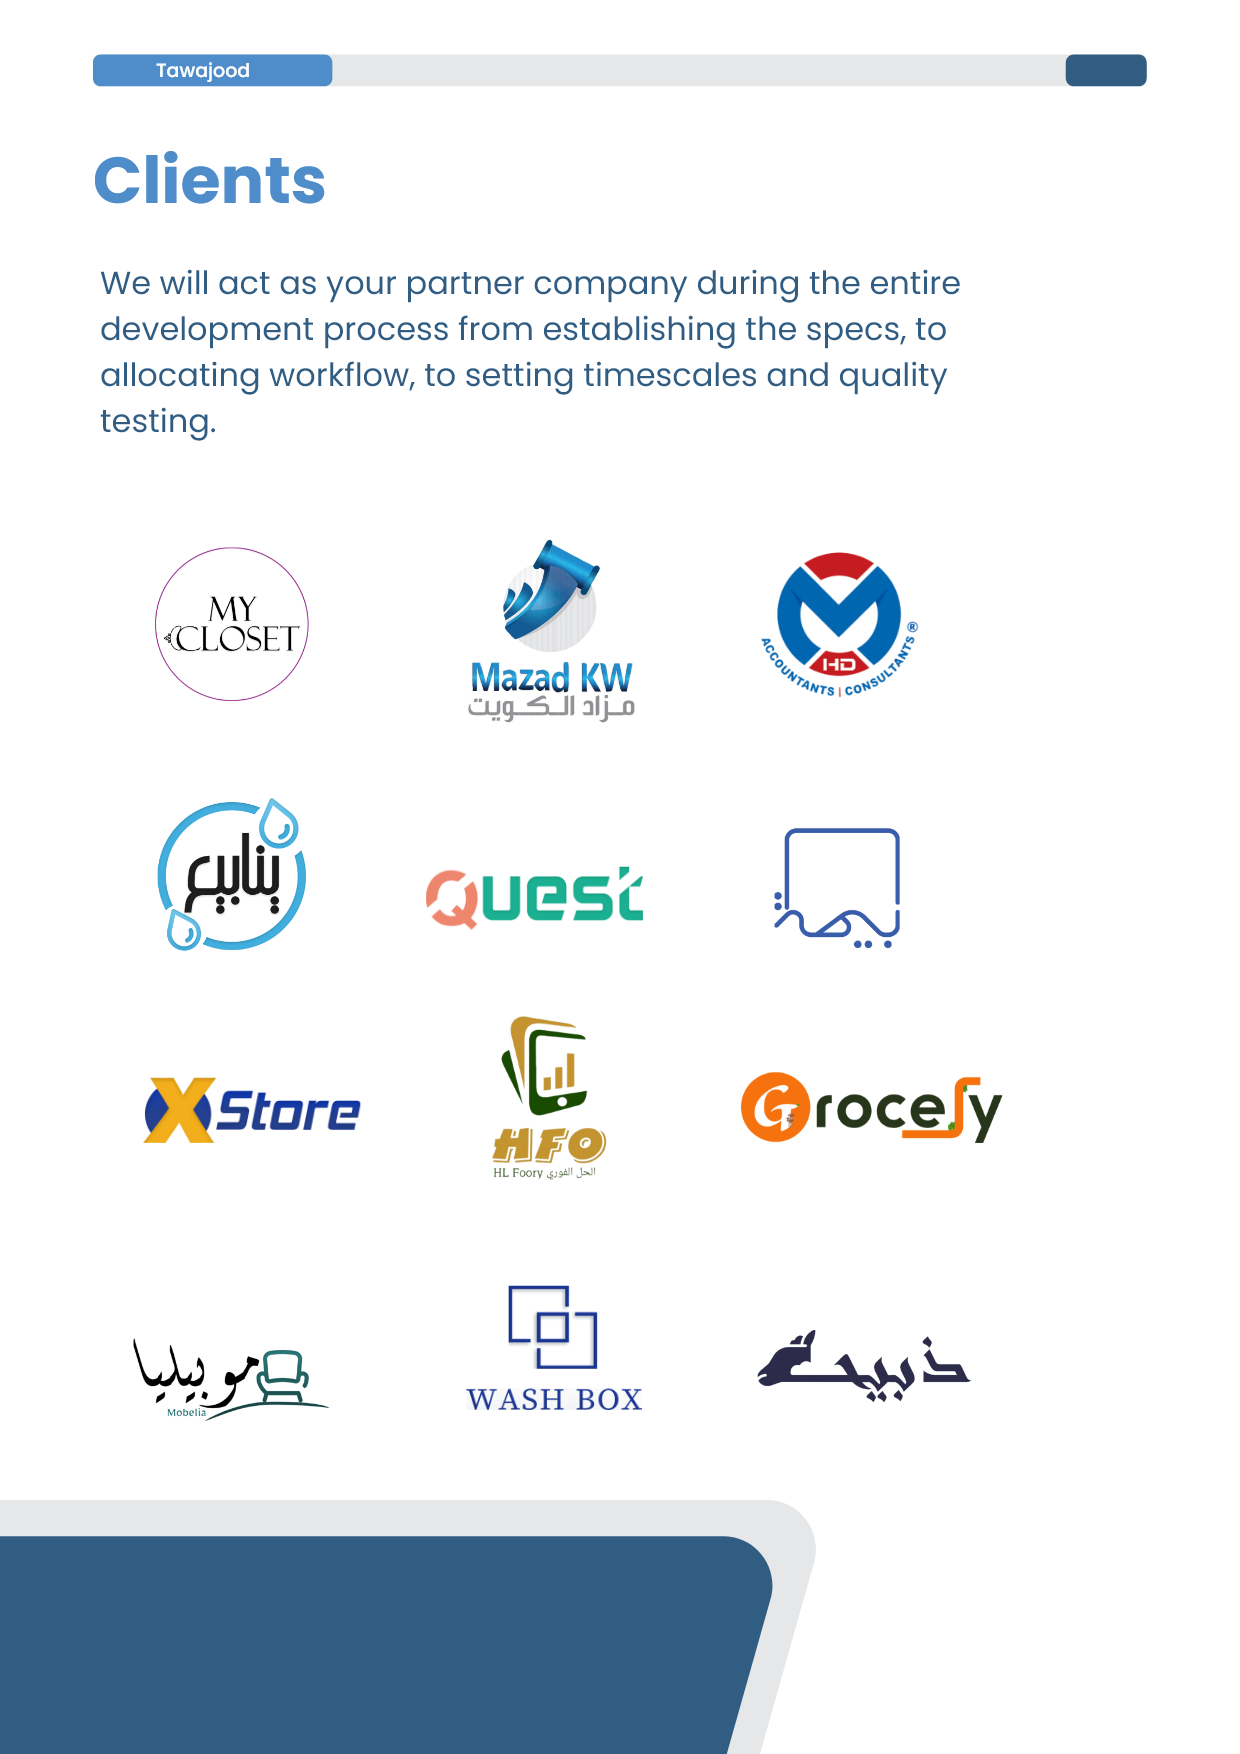 Tawajood
Clients
We will act as your partner company during the entire
development process from establishing the specs, to
allocating workflow, to setting timescales and quality
testing.
MY
CLOSET
Mazad KW
مزاد الكويت
HD
ACCOUNTANTS | CONSULTANTS ®
ينابيع
Quest
X Store
HFO
HL Foory الحل الفوري
Grocefy
موبيليا
Mobelia
WASH BOX
ذبيحة